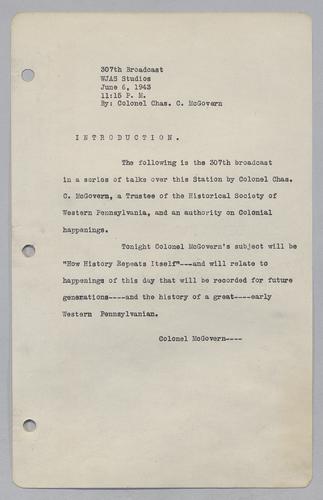 307th Broadcast
WJAS Studios
June 6, 1943
11:15 P. M.
By: Colonel Chas. C. McGovern
I N T R O D U C T I O N .
The following is the 307th broadcast
in a series of talks over this Station by Colonel Chas.
C. McGovern, a Trustee of the Historical Society of
Western Pennsylvania, and an authority on Colonial
happenings.
Tonight Colonel McGovern's subject will be
"How History Repeats Itself"---and will relate to
happenings of this day that will be recorded for future
generations----and the history of a great----early
Western Pennsylvanian.
Colonel McGovern----